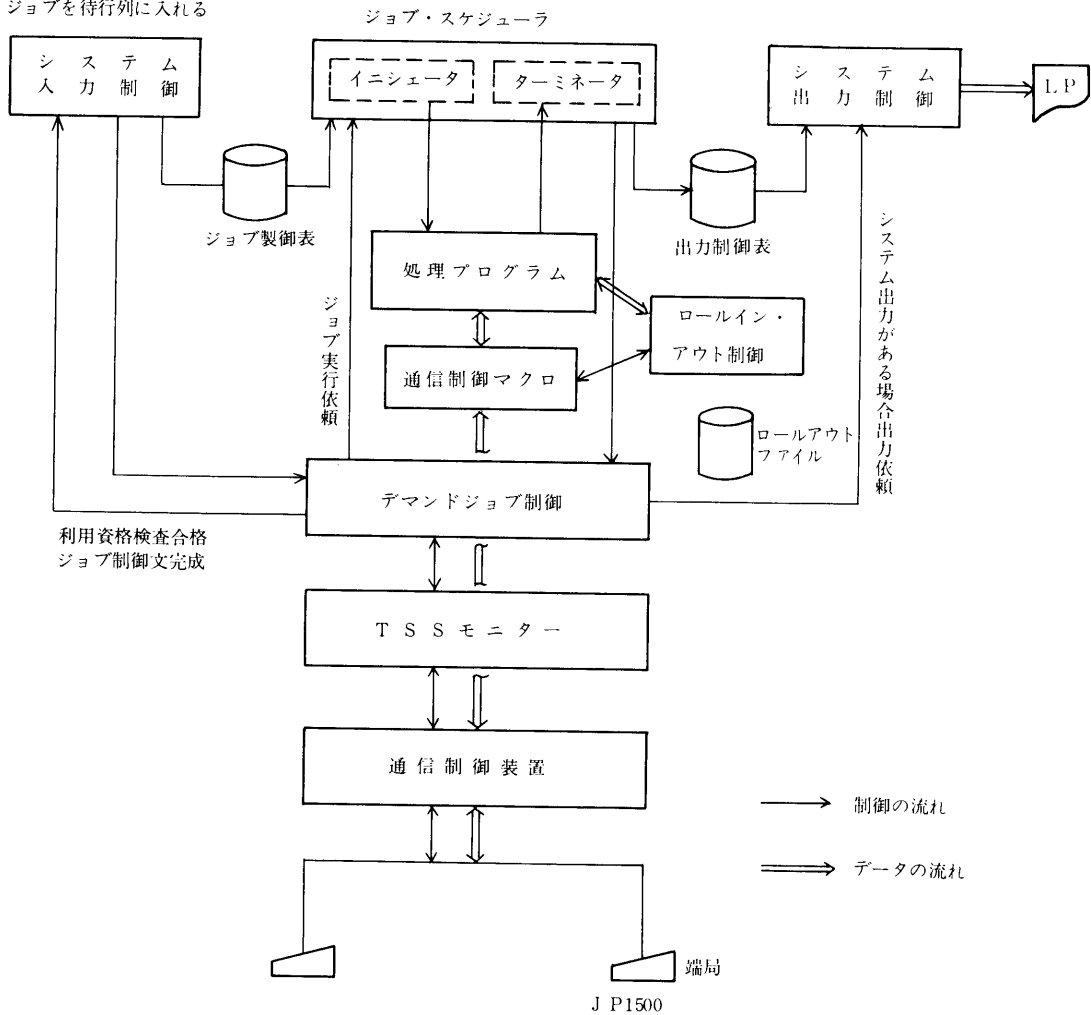 ジョブを待行列に入れる
ジョブ・スケジューラ
システム
入力制御
イニシェータ
ターミネータ
システム
出力制御
LP
ジョブ製御表
出力制御表
処理プログラム
ロールイン・
アウト制御
通信制御マクロ
ジョブ実行依頼
システム出力がある場合出力依頼
ロールアウト
ファイル
デマンドジョブ制御
利用資格検査合格
ジョブ制御文完成
TSSモニター
通信制御装置
制御の流れ
データの流れ
端局
JP1500